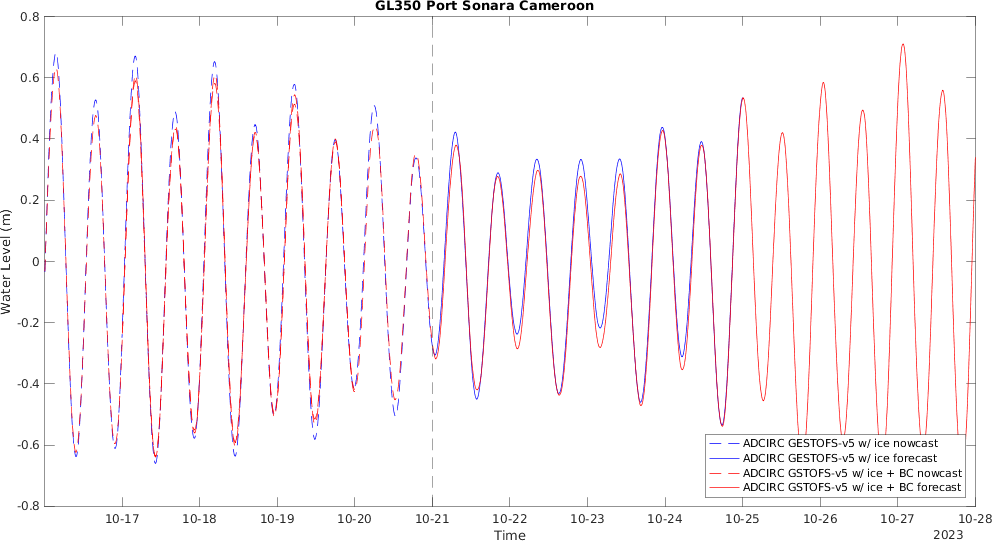 GL350 Port Sonara Cameroon
0.8
0.6
0.4
0.2
0
-0.2
-0.4
-0.6
-0.8
Water Level (m)
ADCIRC GESTOFS-v5 w/ ice nowcast
ADCIRC GESTOFS-v5 w/ ice forecast
ADCIRC GSTOFS-v5 w/ ice + BC nowcast
ADCIRC GSTOFS-v5 w/ ice + BC forecast
10-17 10-18 10-19 10-20 10-21 10-22 10-23 10-24 10-25 10-26 10-27 10-28
Time
2023